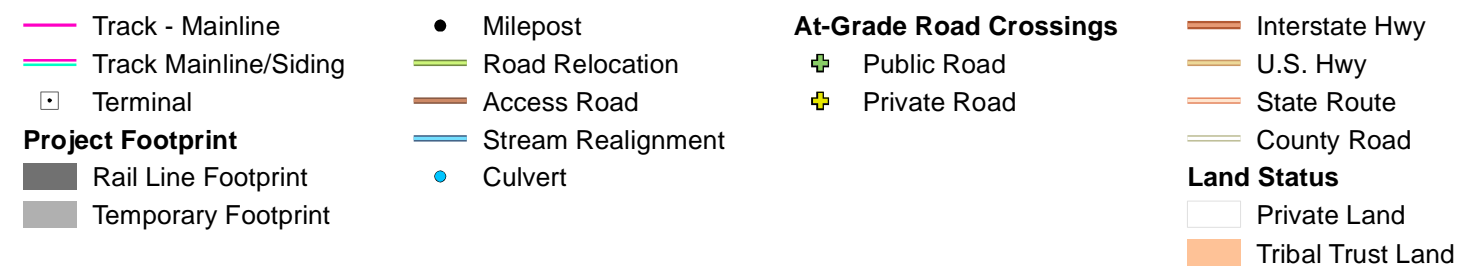 Track - Mainline
Track Mainline/Siding
Terminal
Project Footprint
Rail Line Footprint
Temporary Footprint
Milepost
Road Relocation
Access Road
Stream Realignment
Culvert
At-Grade Road Crossings
Public Road
Private Road
Interstate Hwy
U.S. Hwy
State Route
County Road
Land Status
Private Land
Tribal Trust Land